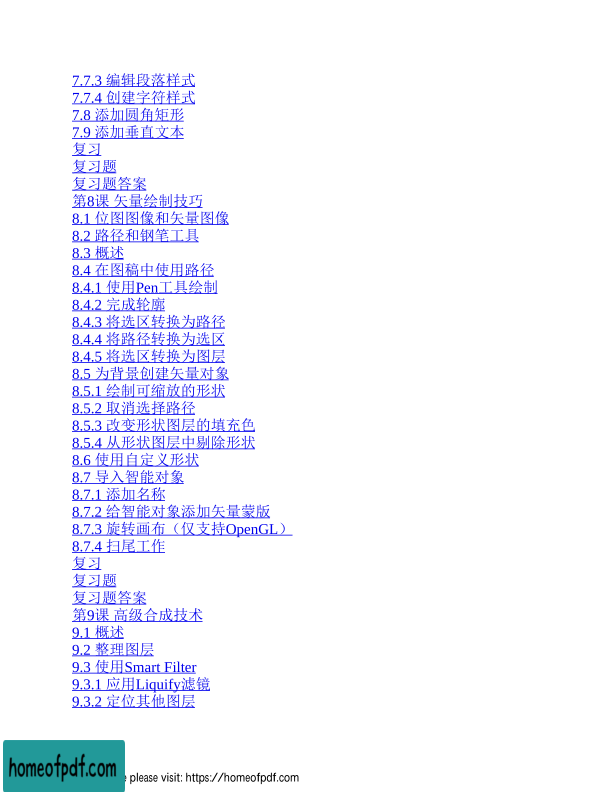 7.7.3 编辑段落样式
7.7.4 创建字符样式
7.8 添加圆角矩形
7.9 添加垂直文本
复习
复习题
复习题答案
第8课 矢量绘制技巧
8.1 位图图像和矢量图像
8.2 路径和钢笔工具
8.3 概述
8.4 在图稿中使用路径
8.4.1 使用Pen工具绘制
8.4.2 完成轮廓
8.4.3 将选区转换为路径
8.4.4 将路径转换为选区
8.4.5 将选区转换为图层
8.5 为背景创建矢量对象
8.5.1 绘制可缩放的形状
8.5.2 取消选择路径
8.5.3 改变形状图层的填充色
8.5.4 从形状图层中剔除形状
8.6 使用自定义形状
8.7 导入智能对象
8.7.1 添加名称
8.7.2 给智能对象添加矢量蒙版
8.7.3 旋转画布（仅支持OpenGL）
8.7.4 扫尾工作
复习
复习题
复习题答案
第9课 高级合成技术
9.1 概述
9.2 整理图层
9.3 使用Smart Filter
9.3.1 应用Liquify滤镜
9.3.2 定位其他图层
homeofpdf.com
please visit: https://homeofpdf.com